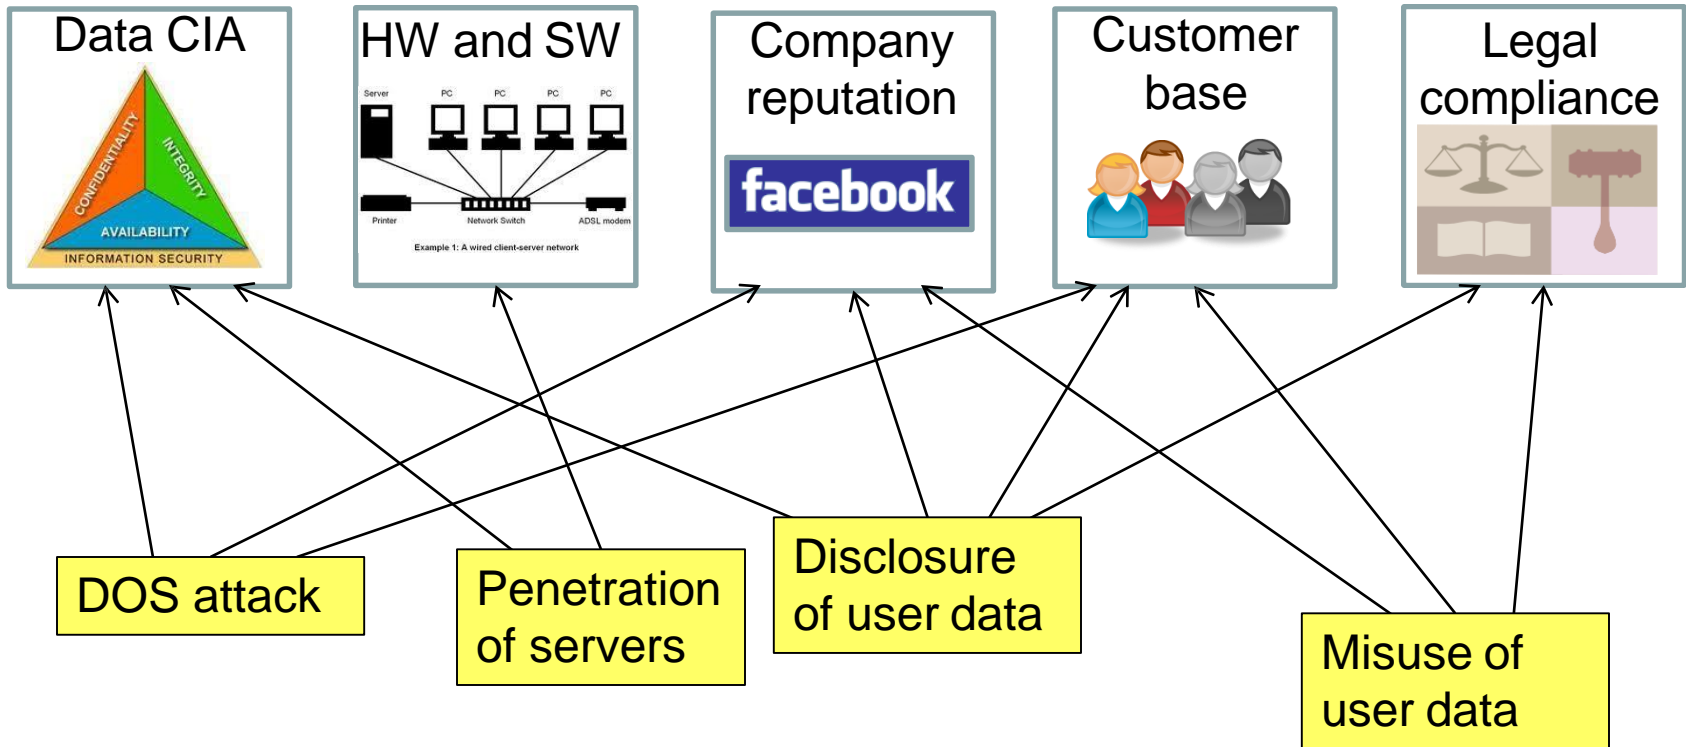 Data CIA
CONFIDENTIALITY
INTEGRITY
AVAILABILITY
INFORMATION SECURITY
HW and SW
Server
PC
PC
PC
PC
Printer
Network Switch
ADSL modem
Example 1: A wired client-server network
Company
reputation
facebook
Customer
base
Legal
compliance
DOS attack
Penetration
of servers
Disclosure
of user data
Misuse of
user data